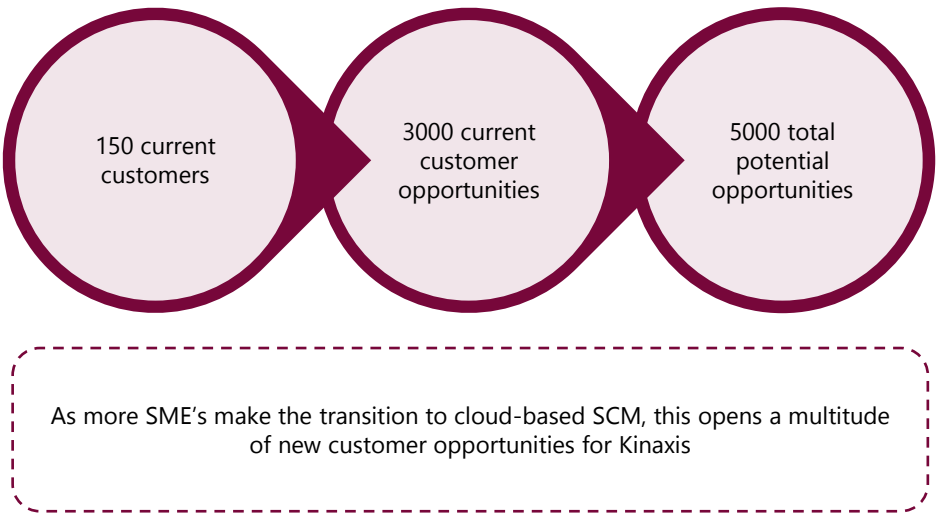 150 current
customers
3000 current
customer
opportunities
5000 total
potential
opportunities
As more SME’s make the transition to cloud-based SCM, this opens a multitude
of new customer opportunities for Kinaxis